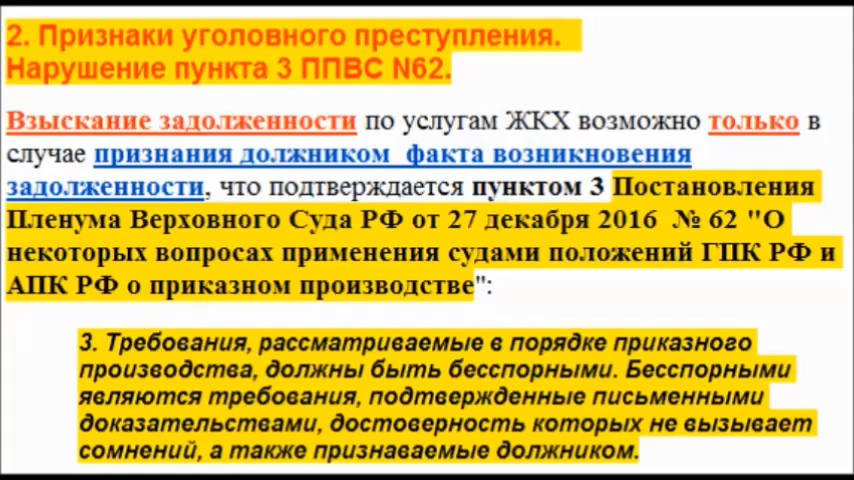 2. Признаки уголовного преступления.
Нарушение пункта 3 ППВС N62.
Взыскание задолженности по услугам ЖКХ возможно только в
случае признания должником факта возникновения
задолженности, что подтверждается пунктом 3 Постановления
Пленума Верховного Суда РФ от 27 декабря 2016 № 62 "О
некоторых вопросах применения судами положений ГПК РФ и
АПК РФ о приказном производстве":
3. Требования, рассматриваемые в порядке приказного
производства, должны быть бесспорными. Бесспорными
являются требования, подтвержденные письменными
доказательствами, достоверность которых не вызывает
сомнений, а также признаваемые должником.